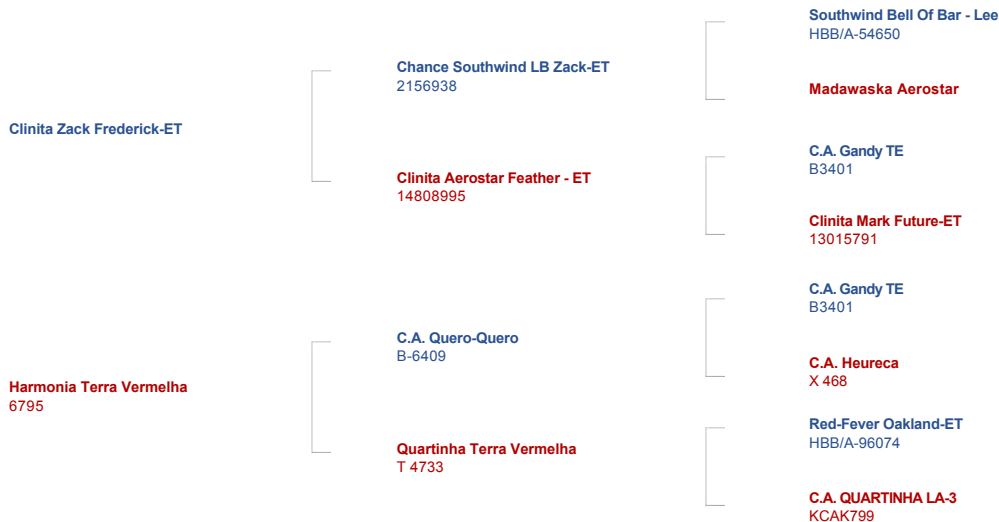 Clinita Zack Frederick-ET
Harmonia Terra Vermelha
6795
Chance Southwind LB Zack-ET
2156938
Clinita Aerostar Feather - ET
14808995
C.A. Quero-Quero
B-6409
Quartinha Terra Vermelha
T 4733
Southwind Bell Of Bar - Lee
HBB/A-54650
Madawaska Aerostar
C.A. Gandy TE
B3401
Clinita Mark Future-ET
13015791
C.A. Gandy TE
B3401
C.A. Heureca
X 468
Red-Fever Oakland-ET
HBB/A-96074
C.A. QUARTINHA LA-3
KCAK799